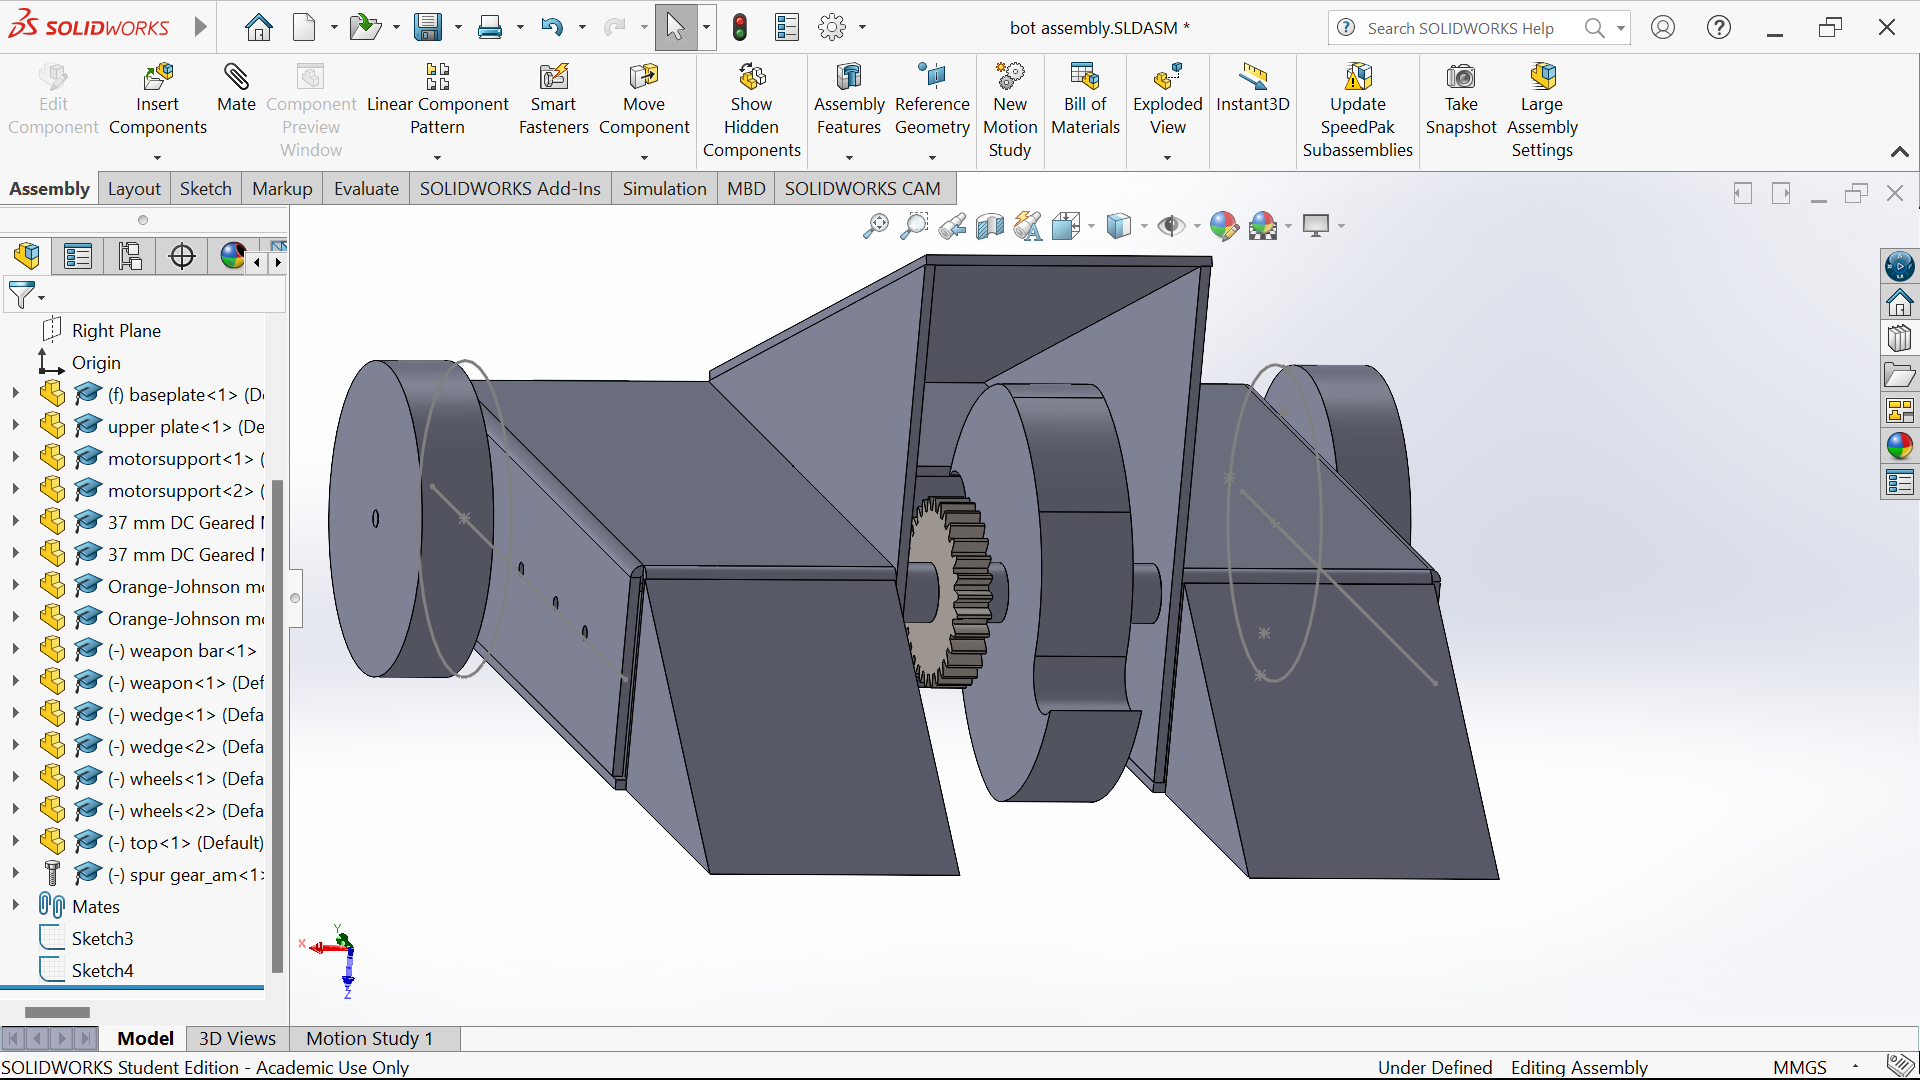 SOLIDWORKS
bot assembly.SLDASM *
Search SOLIDWORKS Help
Edit Component
Insert Components
Mate
Component Preview Window
Linear Component Pattern
Smart Fasteners
Move Component
Show Hidden Components
Assembly Features
Reference Geometry
New Motion Study
Bill of Materials
Exploded View
Instant3D
Update SpeedPak Subassemblies
Take Snapshot
Large Assembly Settings
Assembly
Layout
Sketch
Markup
Evaluate
SOLIDWORKS Add-Ins
Simulation
MBD
SOLIDWORKS CAM
Right Plane
Origin
(f) baseplate<1> (De
upper plate<1> (De
motorsupport<1> (
motorsupport<2> (
37 mm DC Geared
37 mm DC Geared
Orange-Johnson mo
Orange-Johnson mo
(-) weapon bar<1>
(-) weapon<1> (Def
(-) wedge<1> (Defa
(-) wedge<2> (Defa
(-) wheels<1> (Defa
(-) wheels<2> (Defa
(-) top<1> (Default)
(-) spur gear_am<1>
Mates
Sketch3
Sketch4
Y
X
Z
Model
3D Views
Motion Study 1
SOLIDWORKS Student Edition - Academic Use Only
Under Defined
Editing Assembly
MMGS